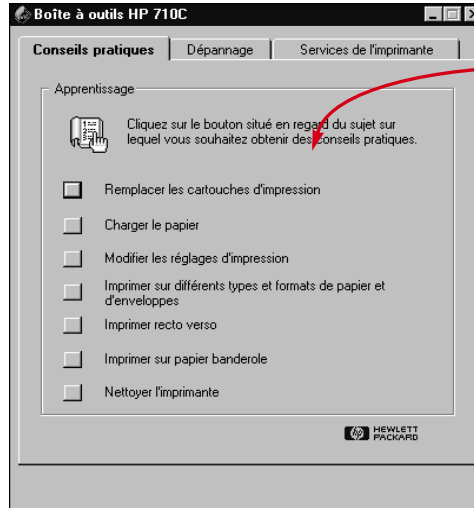 Boîte à outils HP 710C
Conseils pratiques
Dépannage
Services de l'imprimante
Apprentissage
Cliquez sur le bouton situé en regard du sujet sur
lequel vous souhaitez obtenir des Conseils pratiques.
Remplacer les cartouches d'impression
Charger le papier
Modifier les réglages d'impression
Imprimer sur différents types et formats de papier et
d'enveloppes
Imprimer recto verso
Imprimer sur papier banderole
Nettoyer l'imprimante
hp HEWLETT
PACKARD